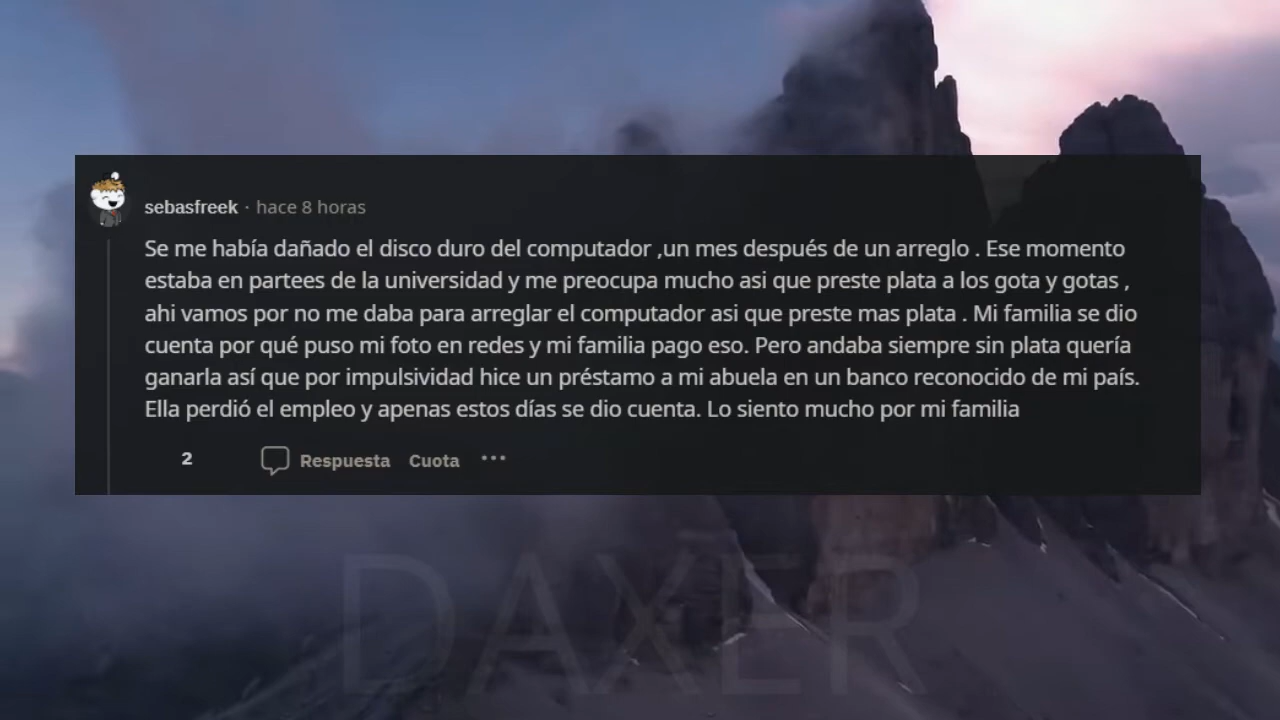 sebasfreek · hace 8 horas
Se me había dañado el disco duro del computador ,un mes después de un arreglo . Ese momento
estaba en partees de la universidad y me preocupa mucho asi que preste plata a los gota y gotas ,
ahi vamos por no me daba para arreglar el computador asi que preste mas plata . Mi familia se dio
cuenta por qué puso mi foto en redes y mi familia pago eso. Pero andaba siempre sin plata quería
ganarla así que por impulsividad hice un préstamo a mi abuela en un banco reconocido de mi país.
Ella perdió el empleo y apenas estos días se dio cuenta. Lo siento mucho por mi familia
2 Respuesta Cuota ···
DAXER